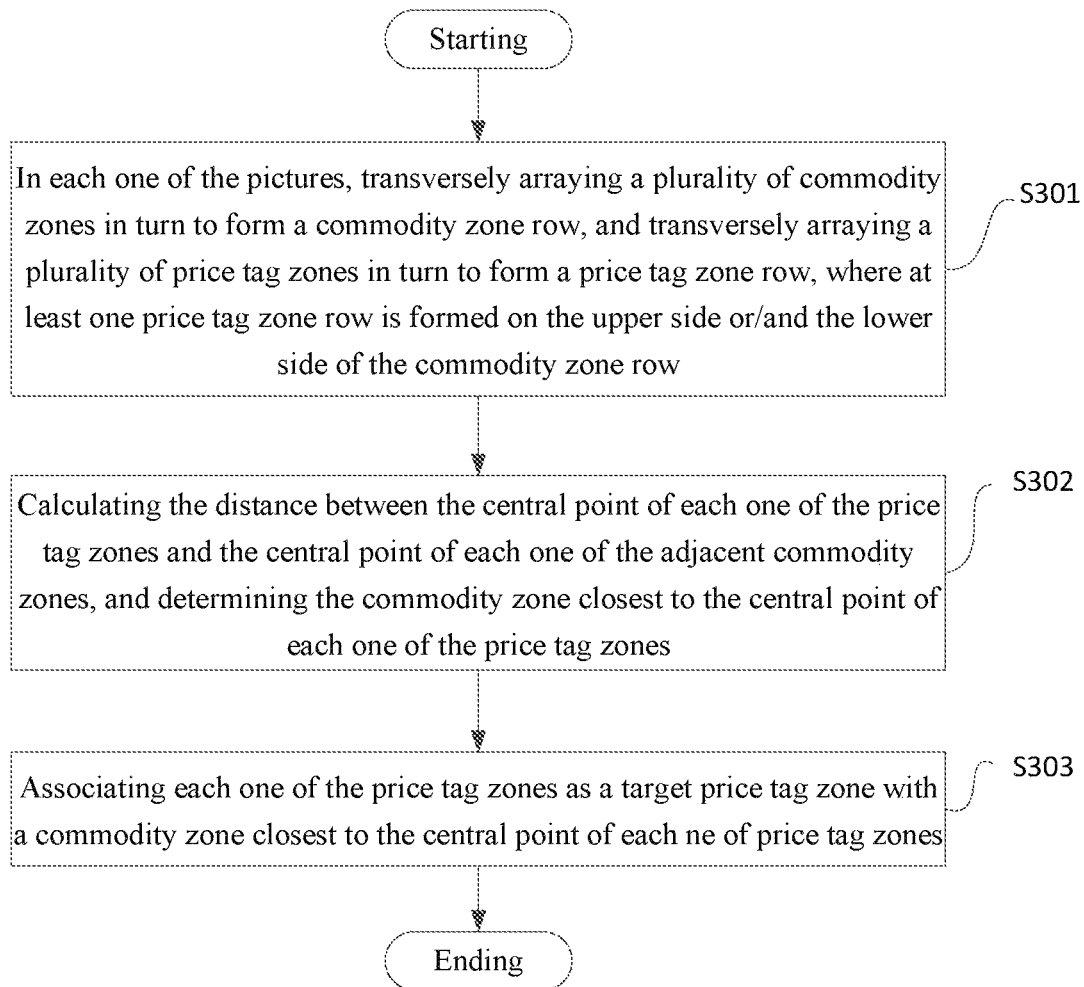 Starting
In each one of the pictures, transversely arraying a plurality of commodity
zones in turn to form a commodity zone row, and transversely arraying a
plurality of price tag zones in turn to form a price tag zone row, where at
least one price tag zone row is formed on the upper side or/and the lower
side of the commodity zone row
S301
Calculating the distance between the central point of each one of the price
tag zones and the central point of each one of the adjacent commodity
zones, and determining the commodity zone closest to the central point of
each one of the price tag zones
S302
Associating each one of the price tag zones as a target price tag zone with
a commodity zone closest to the central point of each ne of price tag zones
S303
Ending